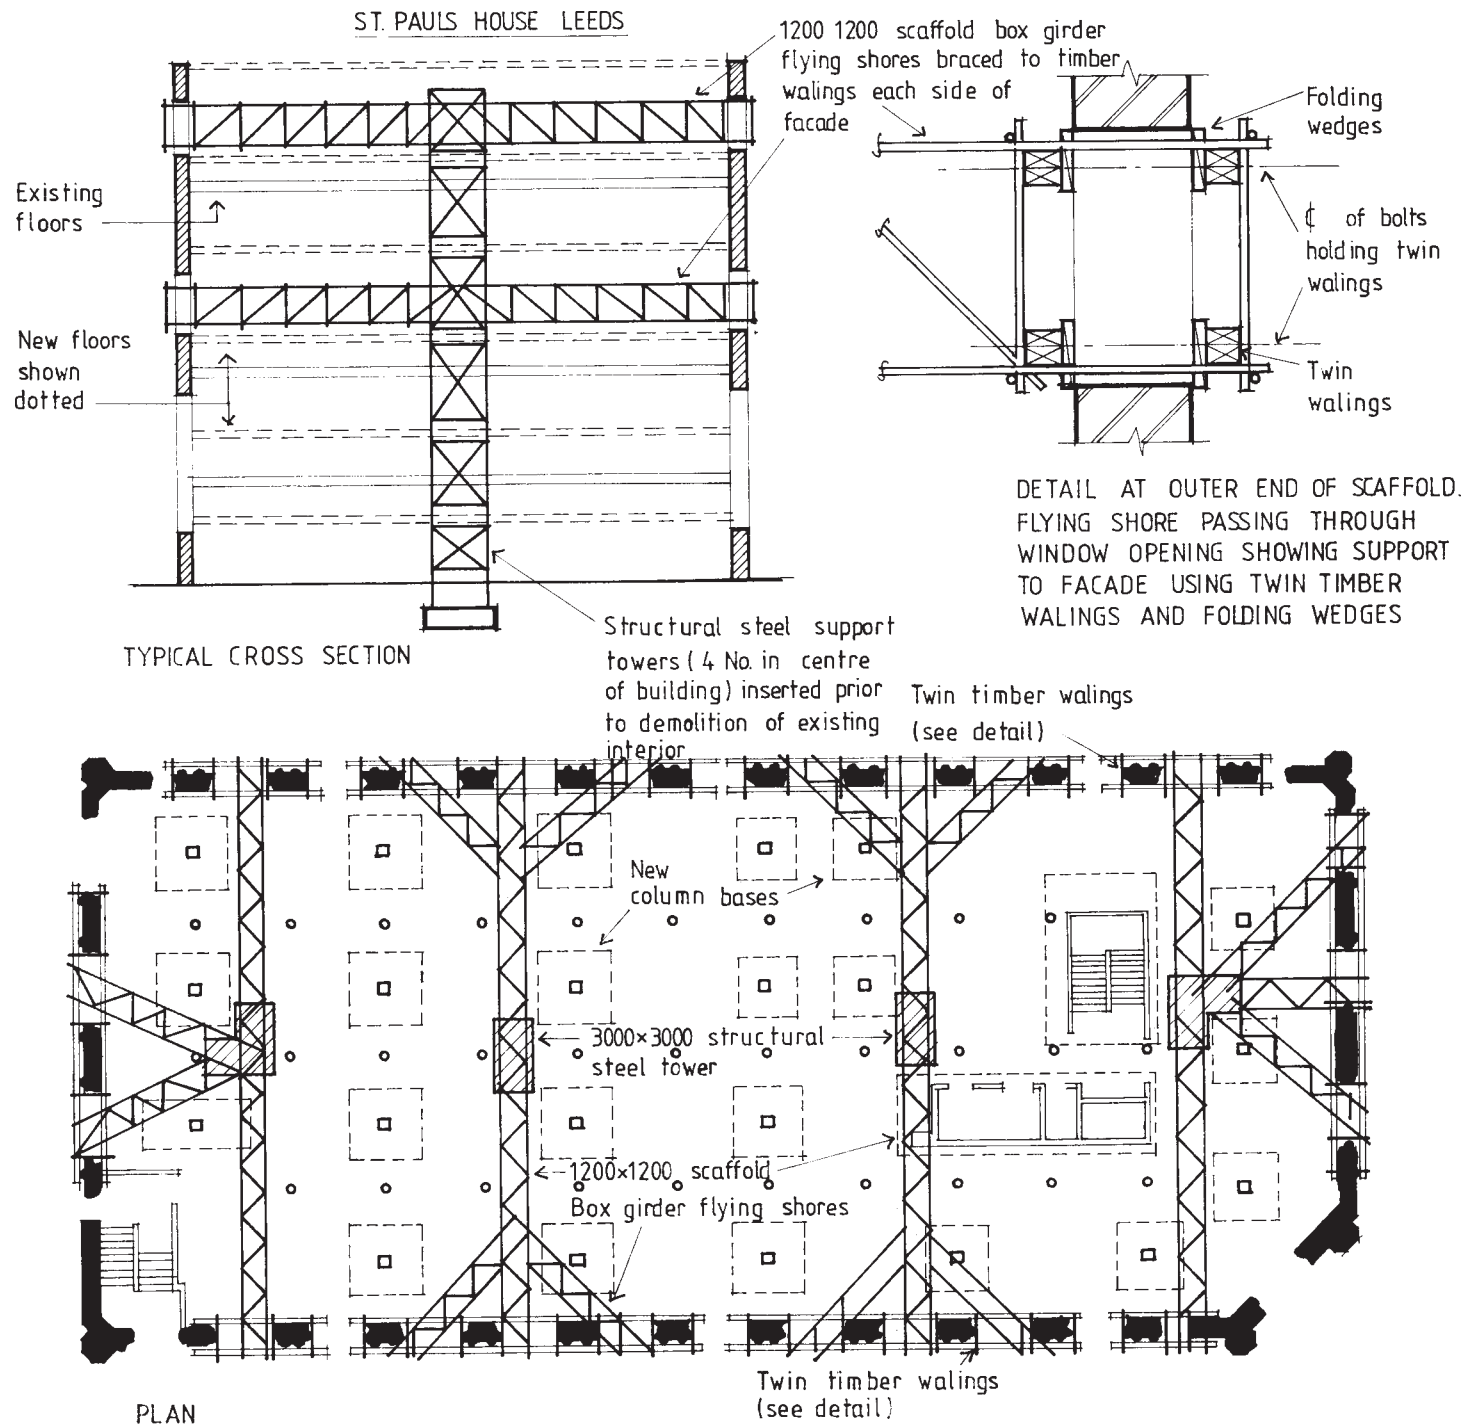 ST. PAULS HOUSE LEEDS
1200 1200 scaffold box girder
flying shores braced to timber
walings each side of
facade
Folding
wedges
Existing
floors
℄ of bolts
holding twin
walings
New floors
shown
dotted
Twin
walings
DETAIL AT OUTER END OF SCAFFOLD.
FLYING SHORE PASSING THROUGH
WINDOW OPENING SHOWING SUPPORT
TO FACADE USING TWIN TIMBER
WALINGS AND FOLDING WEDGES
TYPICAL CROSS SECTION
Structural steel support
towers (4 No. in centre
of building) inserted prior
to demolition of existing
interior
Twin timber walings
(see detail)
New
column bases
3000×3000 structural
steel tower
1200×1200 scaffold
Box girder flying shores
Twin timber walings
(see detail)
PLAN